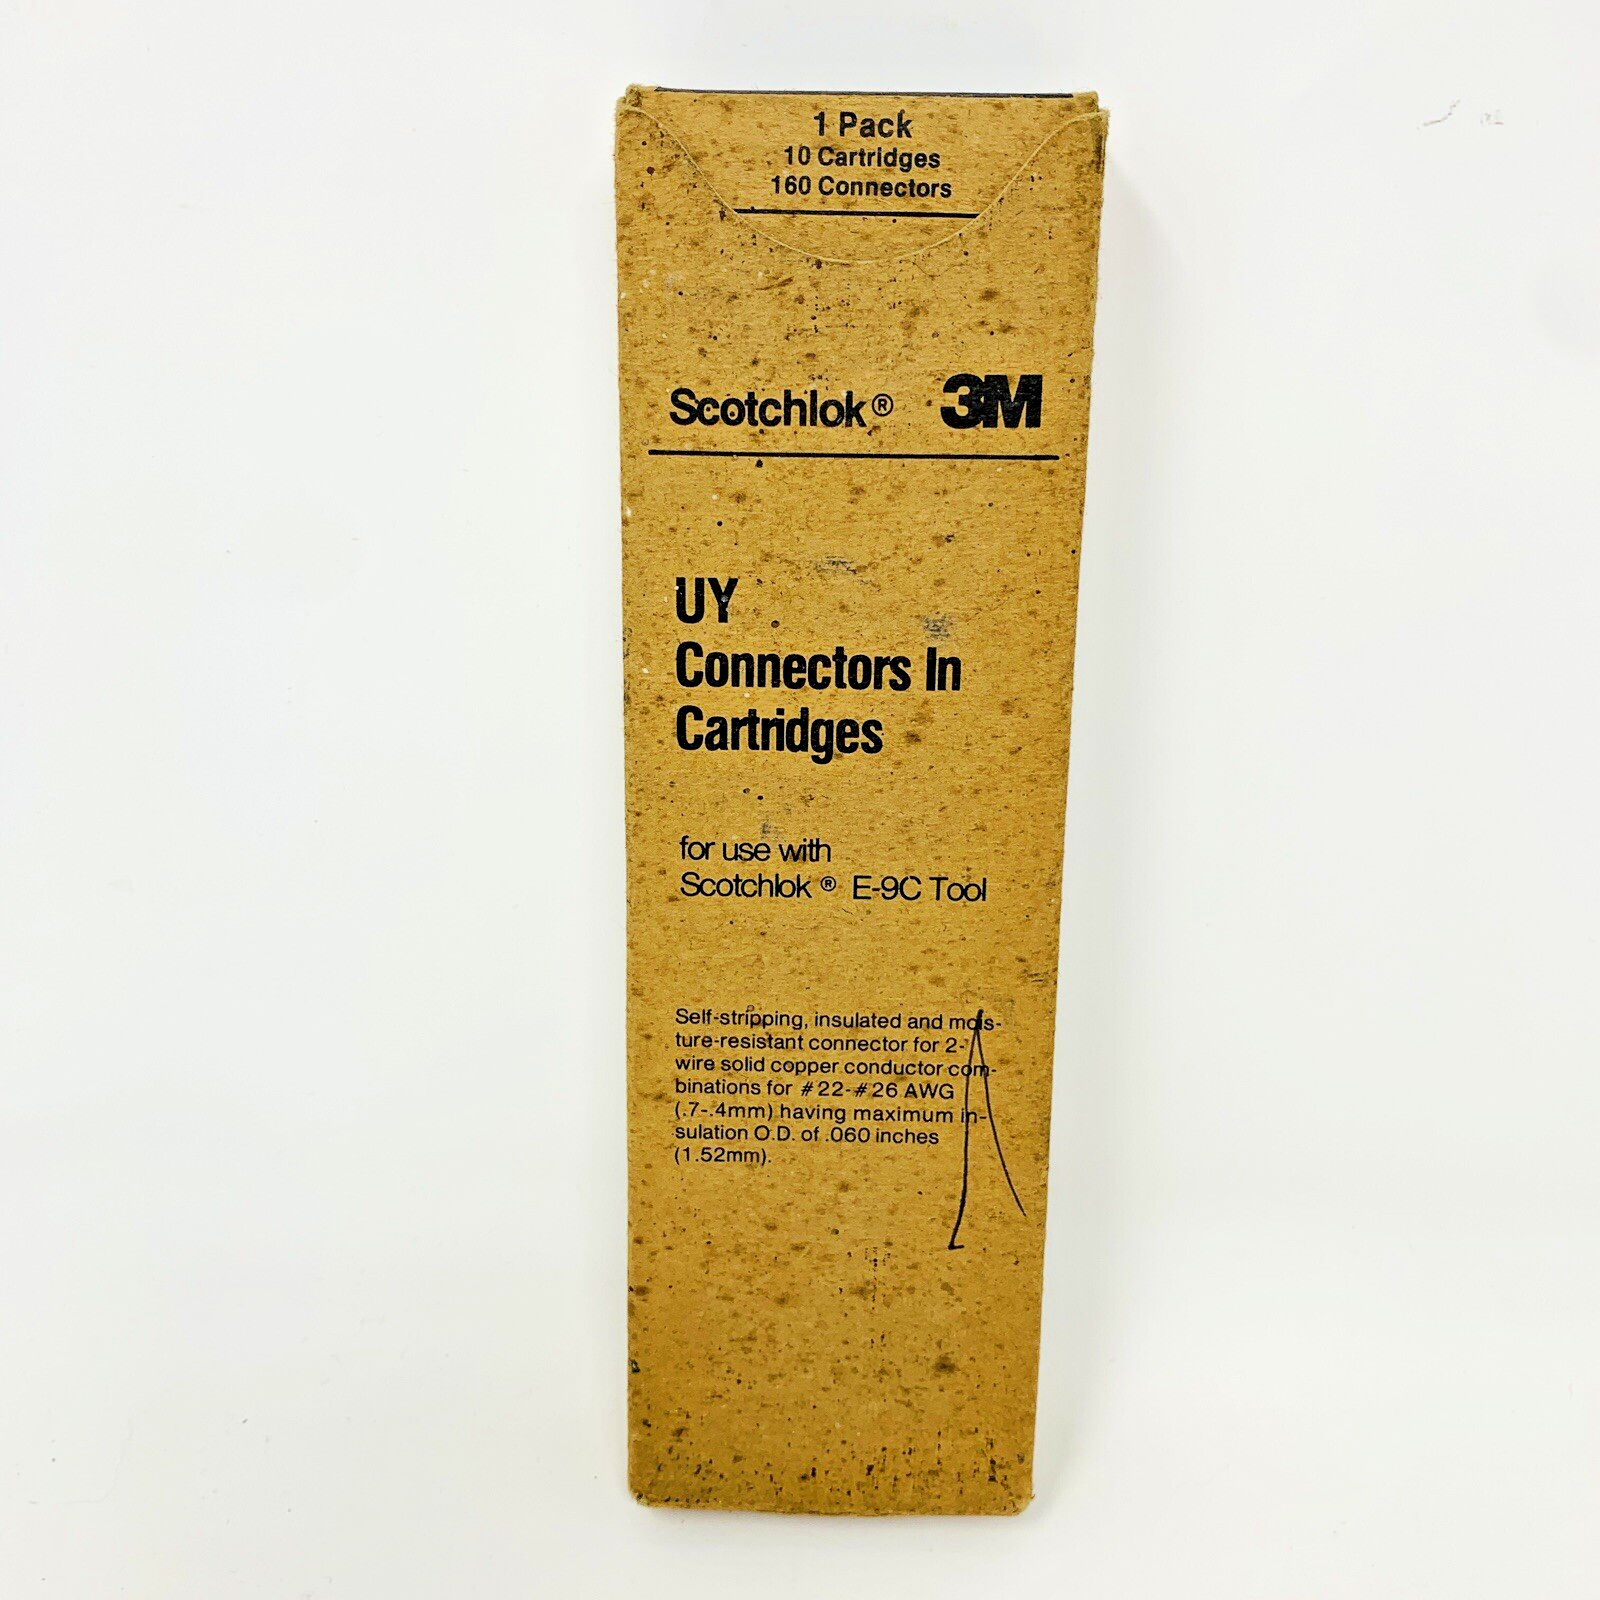 1 Pack
10 Cartridges
160 Connectors
Scotchlok® 3M
UY
Connectors In
Cartridges
for use with
Scotchlok® E-9C Tool
Self-stripping, insulated and mois-
ture-resistant connector for 2-
wire solid copper conductor com-
binations for #22-#26 AWG
(.7-.4mm) having maximum in-
sulation O.D. of .060 inches
(1.52mm).